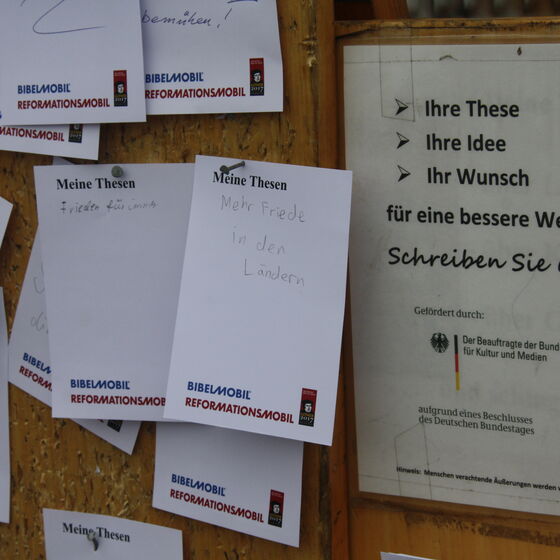 bemühen!
BIBELMOBIL
REFORMATIONSMOBIL
BIBELMOBIL
REFORMATIONSMOBIL
REFORMATIONSMOBIL
Meine Thesen
Frieden für immer
BIBELMOBIL
REFORMATIONSMOB
Meine Thesen
Mehr Friede
in den
Ländern
BIBELMOBIL
REFORMATIONSMOBIL
2017
BIBELMOBIL
REFORMATIONSMOBIL
Meine Thesen
Ihre These
Ihre Idee
Ihr Wunsch
für eine bessere We
Schreiben Sie
Gefördert durch:
Der Beauftragte der Bund
für Kultur und Medien
aufgrund eines Beschlusses
des Deutschen Bundestages
Hinweis: Menschen verachtende Äußerungen werden